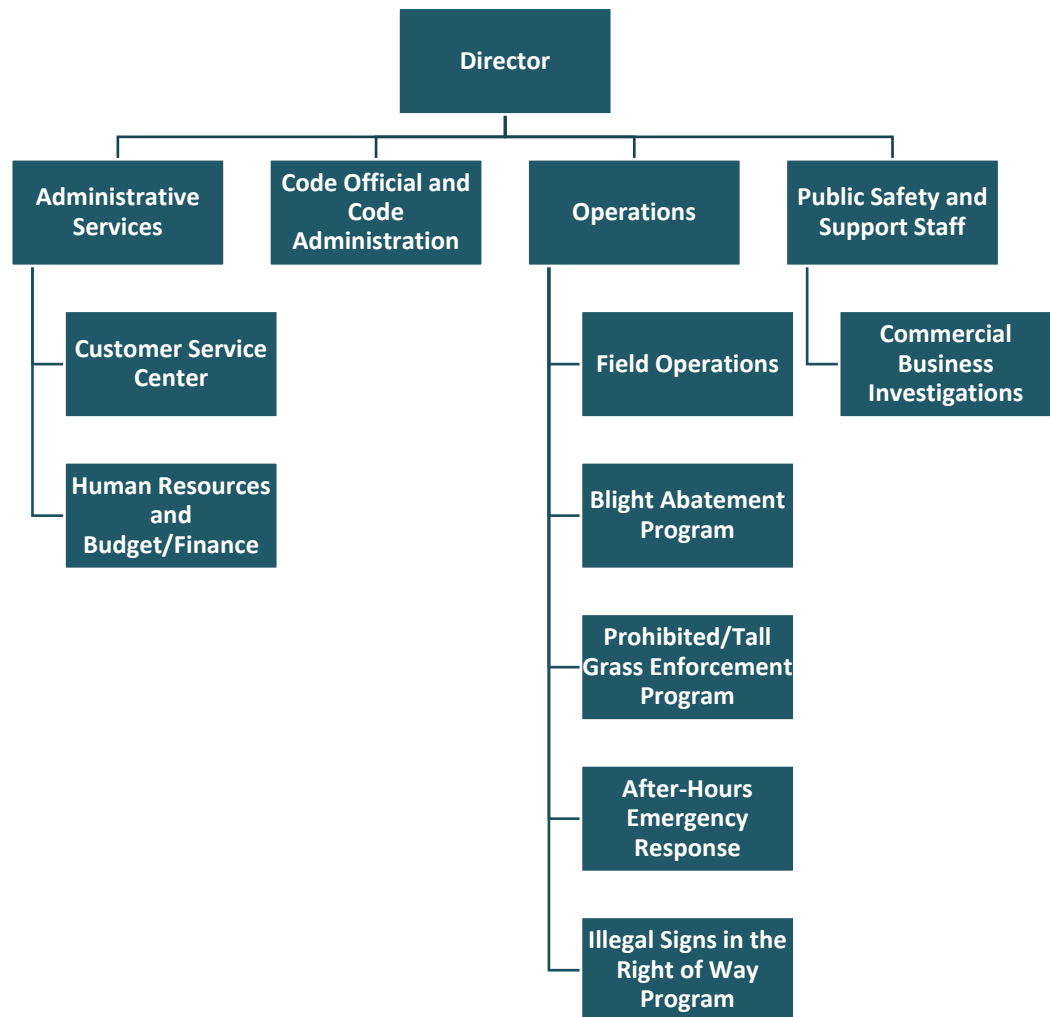 Director
Administrative
Services
Code Official and
Code
Administration
Operations
Public Safety and
Support Staff
Customer Service
Center
Field Operations
Commercial
Business
Investigations
Human Resources
and
Budget/Finance
Blight Abatement
Program
Prohibited/Tall
Grass Enforcement
Program
After-Hours
Emergency
Response
Illegal Signs in the
Right of Way
Program